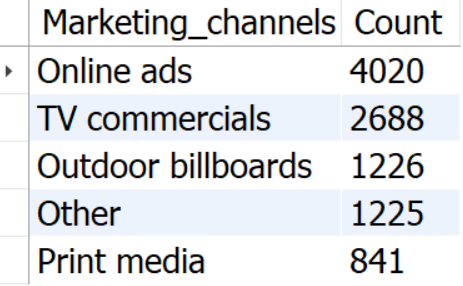 Marketing_channels Count
Online ads 4020
TV commercials 2688
Outdoor billboards 1226
Other 1225
Print media 841